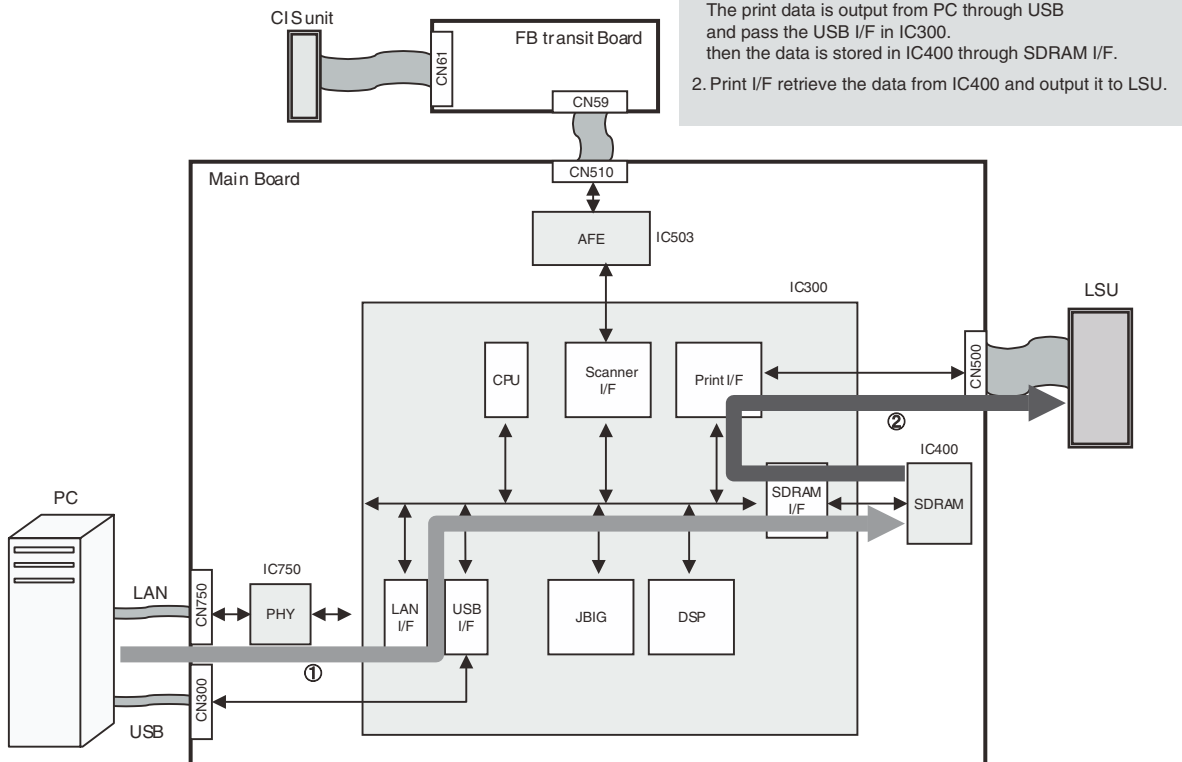 The print data is output from PC through USB
and pass the USB I/F in IC300.
then the data is stored in IC400 through SDRAM I/F.
2. Print I/F retrieve the data from IC400 and output it to LSU.
CIS unit
FB transit Board
CN61
CN59
CN510
Main Board
AFE
IC503
IC300
LSU
CPU
Scanner
I/F
Print I/F
CN500
②
IC400
SDRAM
I/F
SDRAM
PC
IC750
LAN
CN750
PHY
LAN
I/F
USB
I/F
JBIG
DSP
①
CN300
USB